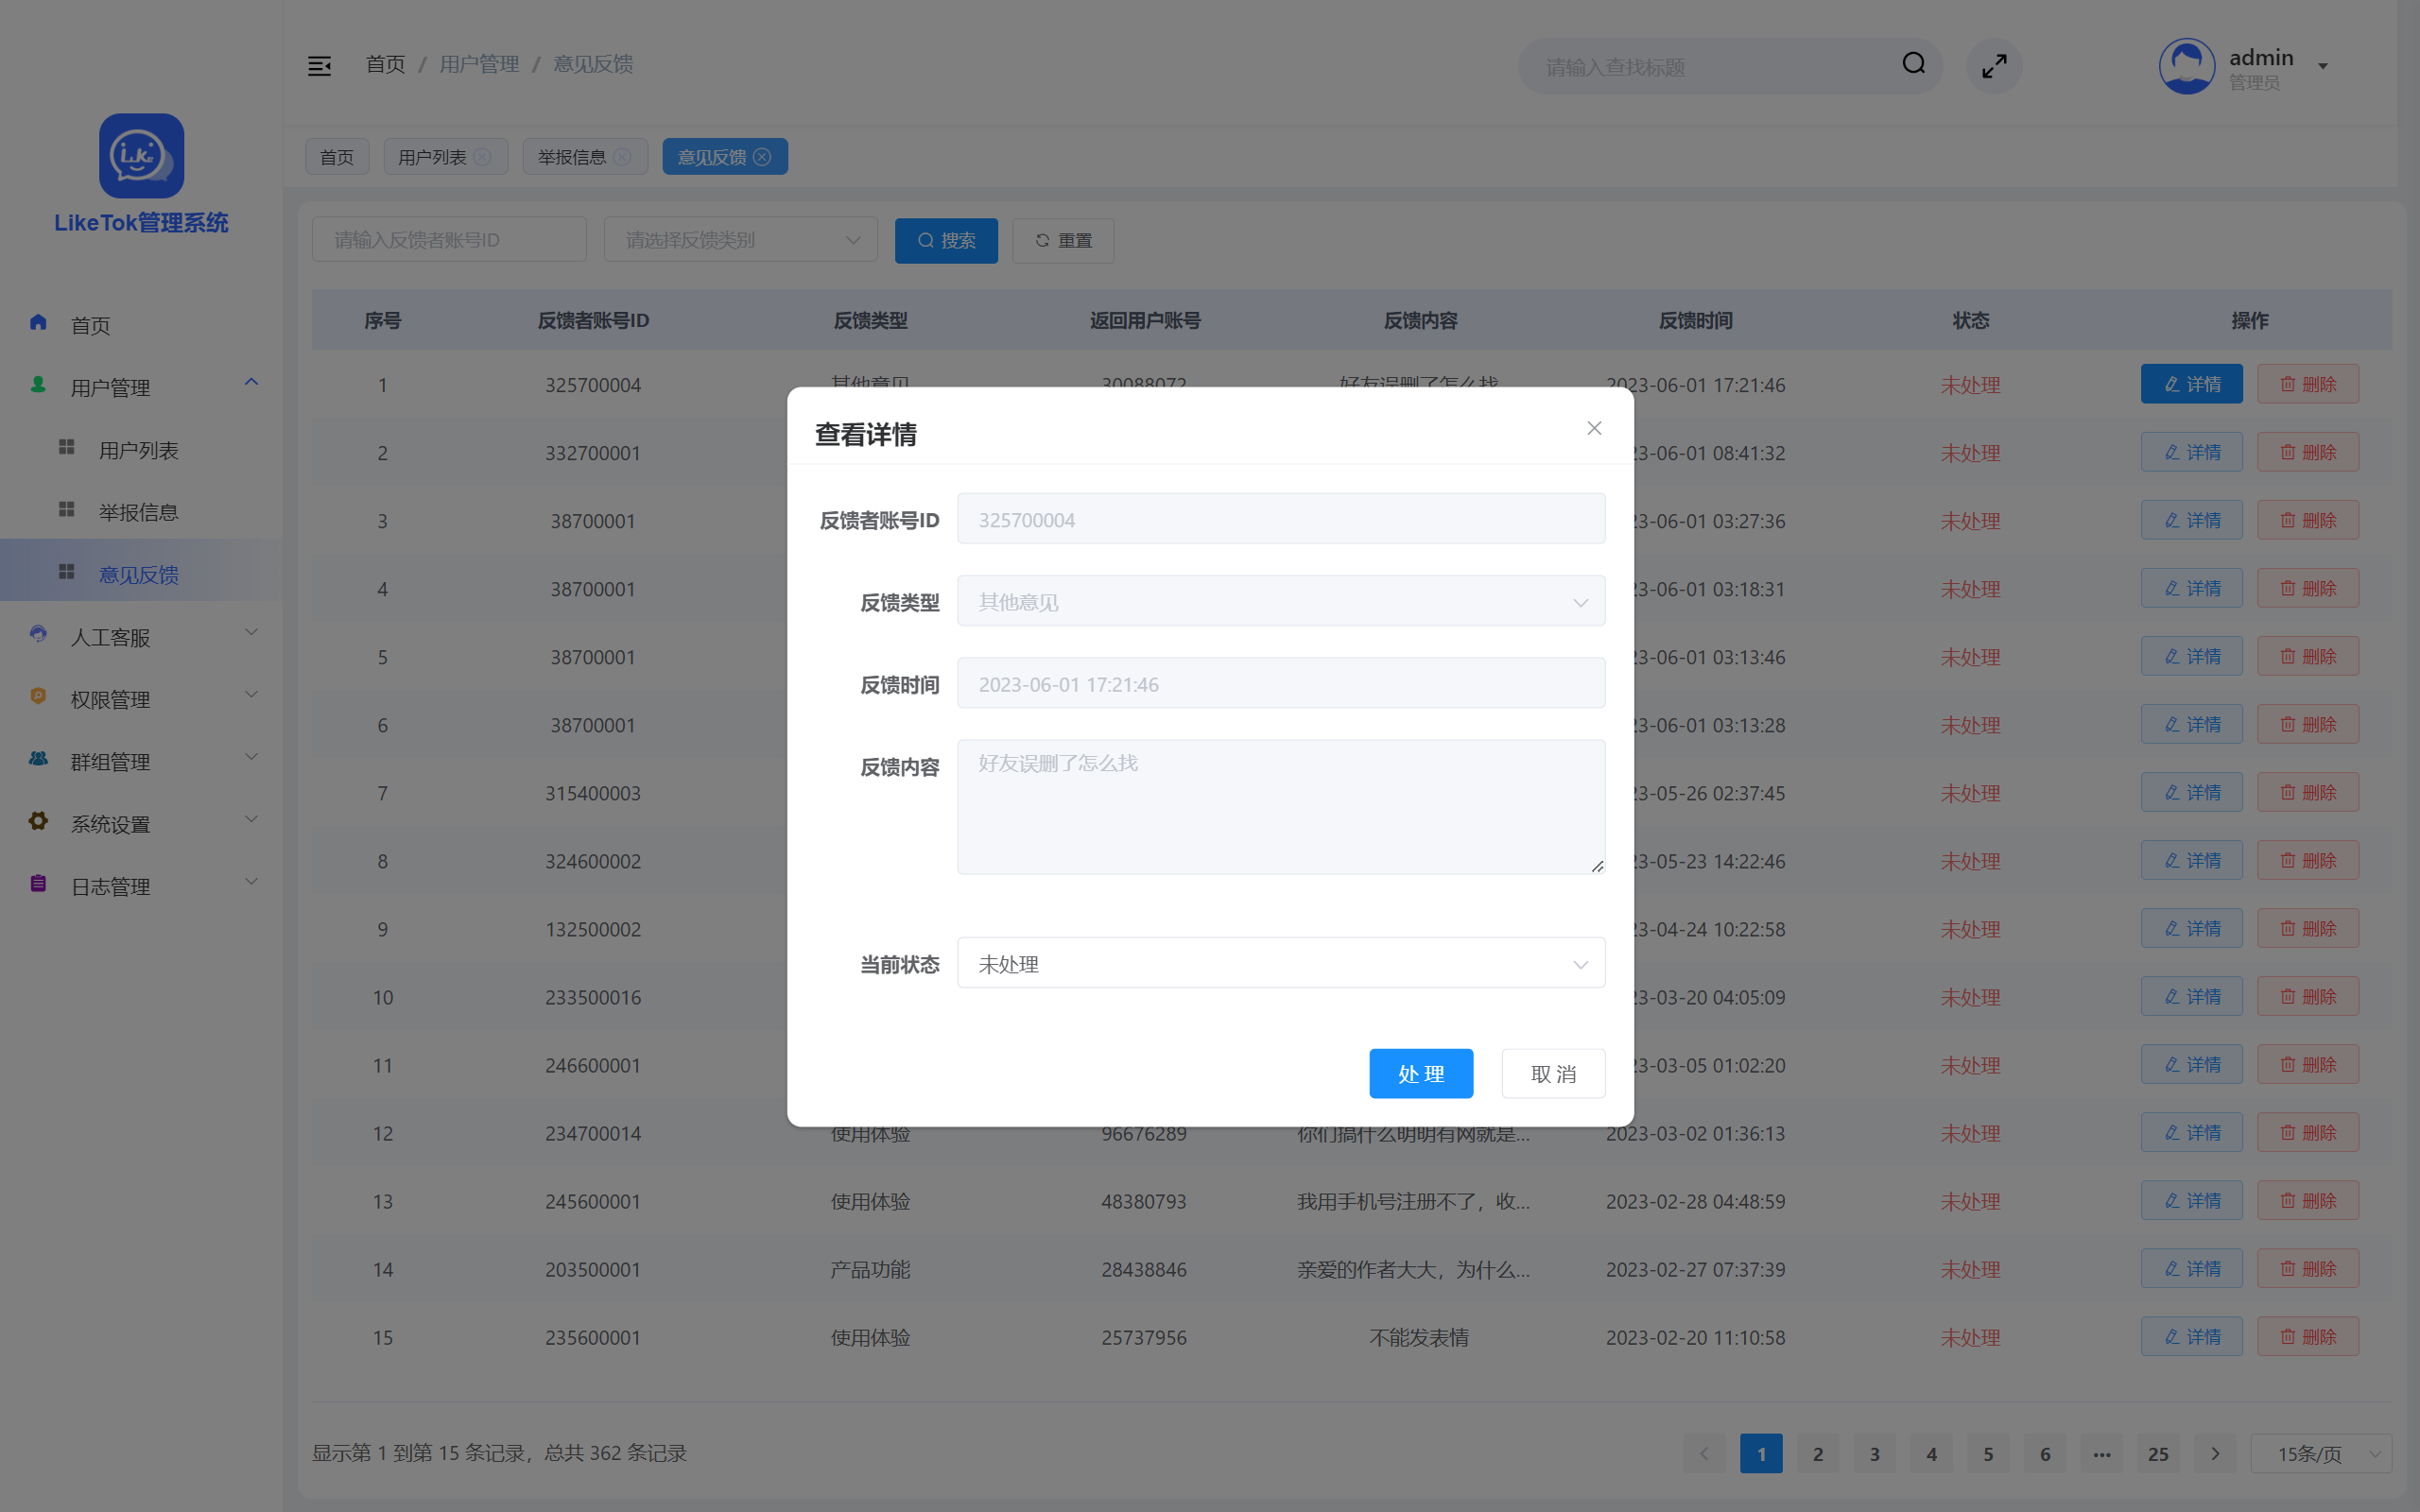 首页 / 用户管理 / 意见反馈
请输入查找标题
admin
管理员
Like
LikeTok管理系统
首页
用户列表
举报信息
意见反馈
请输入反馈者账号ID
请选择反馈类别
搜索
重置
首页
用户管理
用户列表
举报信息
意见反馈
人工客服
权限管理
群组管理
系统设置
日志管理
序号 反馈者账号ID 反馈类型 返回用户账号 反馈内容 反馈时间 状态 操作
1 325700004 其他意见 30088072 好友误删了怎么找 2023-06-01 17:21:46 未处理 详情 删除
2 332700001 23-06-01 08:41:32 未处理 详情 删除
3 38700001 23-06-01 03:27:36 未处理 详情 删除
4 38700001 23-06-01 03:18:31 未处理 详情 删除
5 38700001 23-06-01 03:13:46 未处理 详情 删除
6 38700001 23-06-01 03:13:28 未处理 详情 删除
7 315400003 23-05-26 02:37:45 未处理 详情 删除
8 324600002 23-05-23 14:22:46 未处理 详情 删除
9 132500002 23-04-24 10:22:58 未处理 详情 删除
10 233500016 23-03-20 04:05:09 未处理 详情 删除
11 246600001 23-03-05 01:02:20 未处理 详情 删除
12 234700014 使用体验 96676289 你们搞什么明明有网就是... 2023-03-02 01:36:13 未处理 详情 删除
13 245600001 使用体验 48380793 我用手机号注册不了，收... 2023-02-28 04:48:59 未处理 详情 删除
14 203500001 产品功能 28438846 亲爱的作者大大，为什么... 2023-02-27 07:37:39 未处理 详情 删除
15 235600001 使用体验 25737956 不能发表情 2023-02-20 11:10:58 未处理 详情 删除
查看详情
反馈者账号ID 325700004
反馈类型 其他意见
反馈时间 2023-06-01 17:21:46
反馈内容 好友误删了怎么找
当前状态 未处理
处 理
取 消
显示第 1 到第 15 条记录，总共 362 条记录
1 2 3 4 5 6 ... 25
15条/页